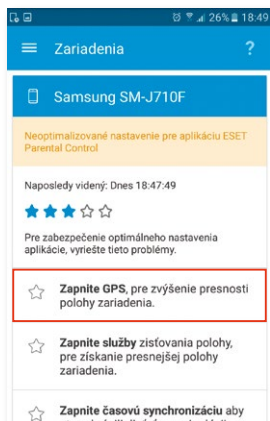 26% 18:49
Zariadenia ?
Samsung SM-J710F
Neoptimalizované nastavenie pre aplikáciu ESET
Parental Control
Naposledy videný: Dnes 18:47:49
Pre zabezpečenie optimálneho nastavenia
aplikácie, vyriešte tieto problémy.
Zapnite GPS, pre zvýšenie presnosti
polohy zariadenia.
Zapnite služby zisťovania polohy,
pre získanie presnejšej polohy
zariadenia.
Zapnite časovú synchronizáciu aby